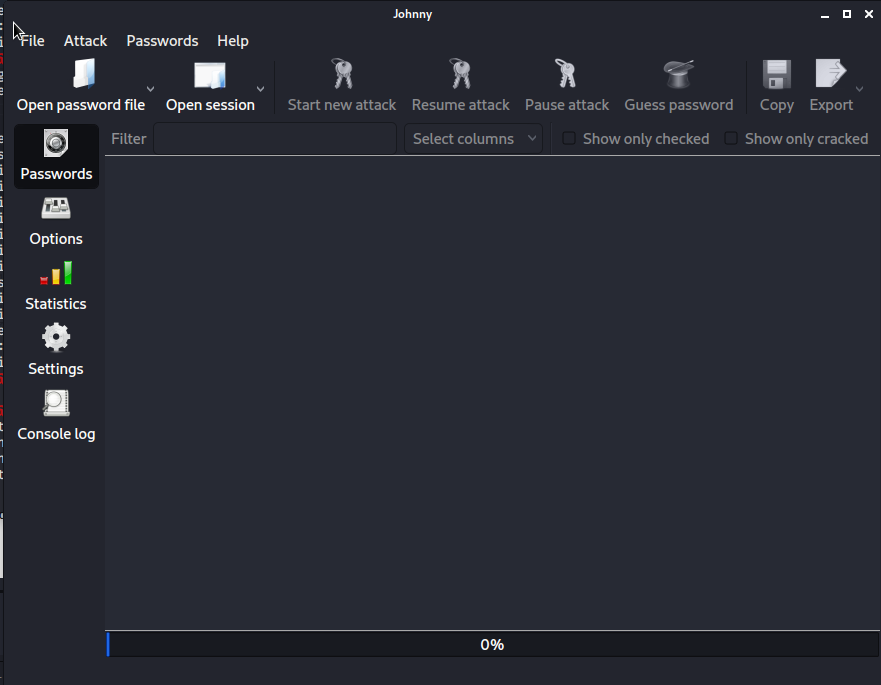 Johnny
File Attack Passwords Help
Open password file Open session Start new attack Resume attack Pause attack Guess password Copy Export
Filter Select columns Show only checked Show only cracked
Passwords
Options
Statistics
Settings
Console log
0%